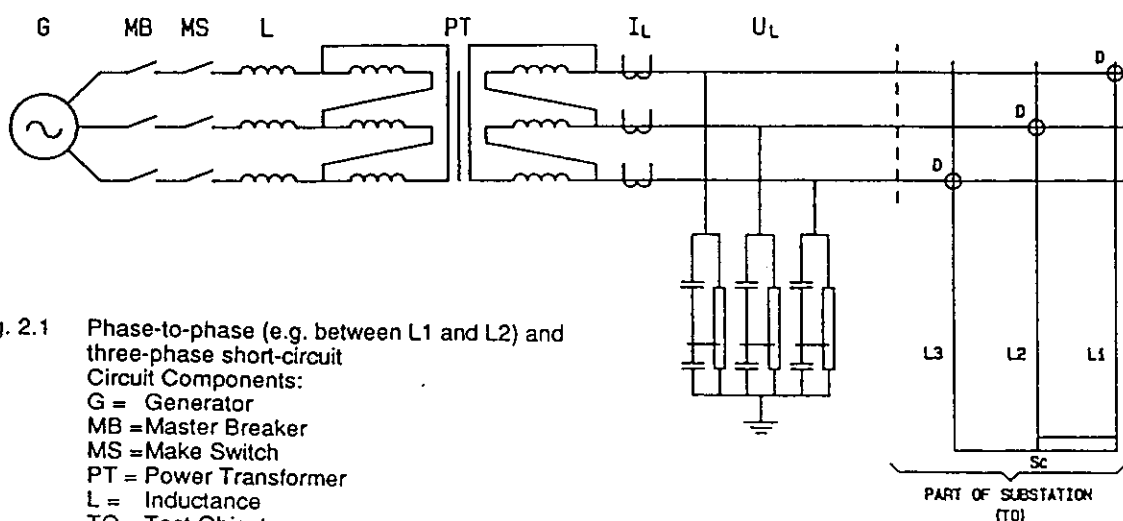 G MB MS L PT IL UL
D
D
D
g. 2.1 Phase-to-phase (e.g. between L1 and L2) and
three-phase short-circuit
Circuit Components:
G = Generator
MB =Master Breaker
MS =Make Switch
PT = Power Transformer
L = Inductance
L3 L2 L1
Sc
PART OF SUBSTATION
(TO)